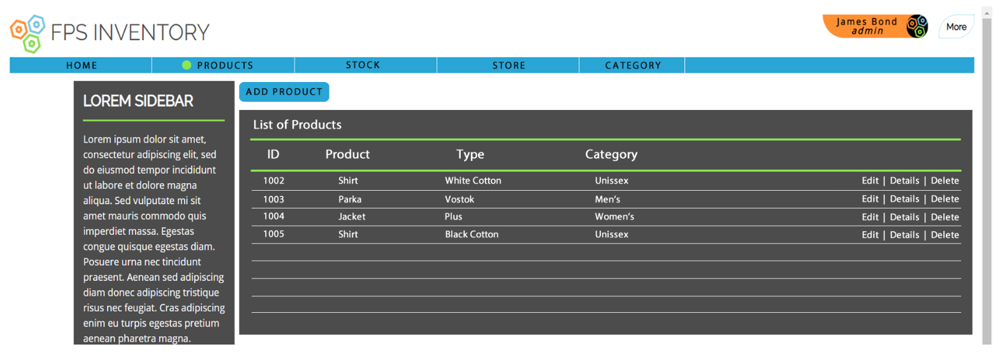 FPS INVENTORY
James Bond
admin
More
HOME
PRODUCTS
STOCK
STORE
CATEGORY
LOREM SIDEBAR
Lorem ipsum dolor sit amet,
consectetur adipiscing elit, sed
do eiusmod tempor incididunt
ut labore et dolore magna
aliqua. Sed vulputate mi sit
amet mauris commodo quis
imperdiet massa. Egestas
congue quisque egestas diam.
Posuere urna nec tincidunt
praesent. Aenean sed adipiscing
diam donec adipiscing tristique
risus nec feugiat. Cras adipiscing
enim eu turpis egestas pretium
aenean pharetra magna.
ADD PRODUCT
List of Products
ID Product Type Category
1002 Shirt White Cotton Unissex Edit | Details | Delete
1003 Parka Vostok Men's Edit | Details | Delete
1004 Jacket Plus Women's Edit | Details | Delete
1005 Shirt Black Cotton Unissex Edit | Details | Delete